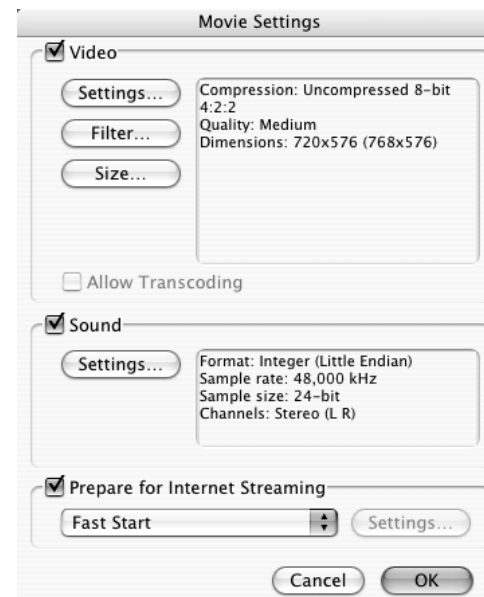 Movie Settings
Video
Settings...
Filter...
Size...
Compression: Uncompressed 8-bit
4:2:2
Quality: Medium
Dimensions: 720x576 (768x576)
Allow Transcoding
Sound
Settings...
Format: Integer (Little Endian)
Sample rate: 48,000 kHz
Sample size: 24-bit
Channels: Stereo (L R)
Prepare for Internet Streaming
Fast Start
Settings...
Cancel
OK